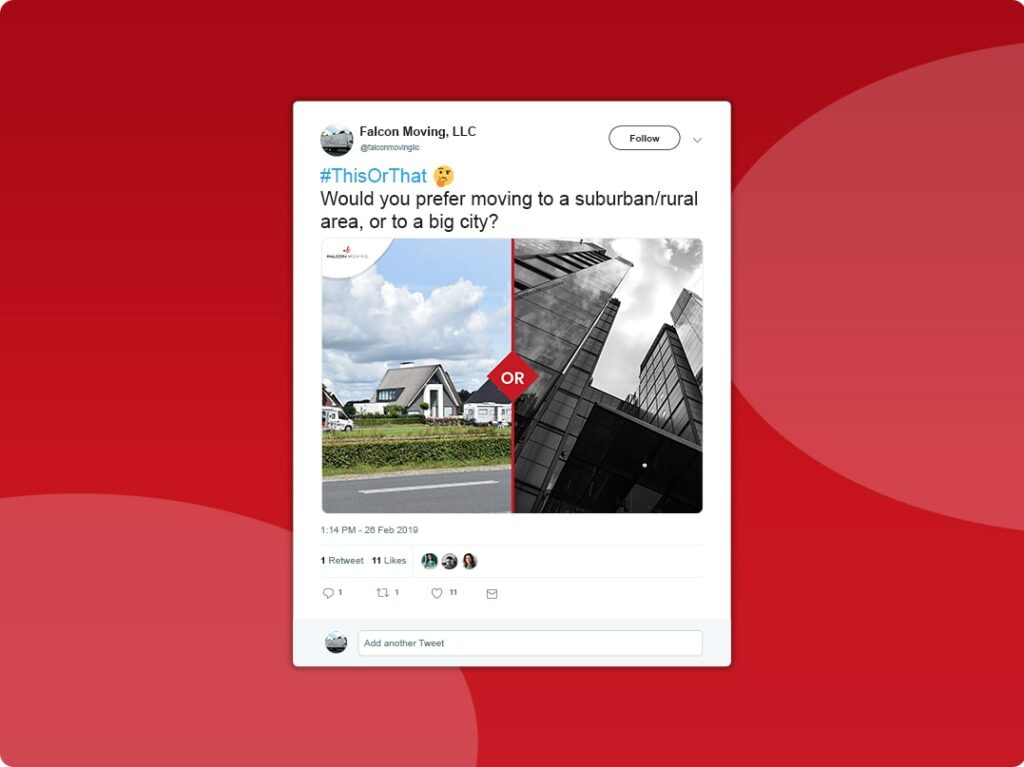 Falcon Moving, LLC
@falconmovingllc
Follow
#ThisOrThat 🤔
Would you prefer moving to a suburban/rural
area, or to a big city?
FALCON MOVING
OR
1:14 PM - 26 Feb 2019
1 Retweet 11 Likes
1 1 11
Add another Tweet